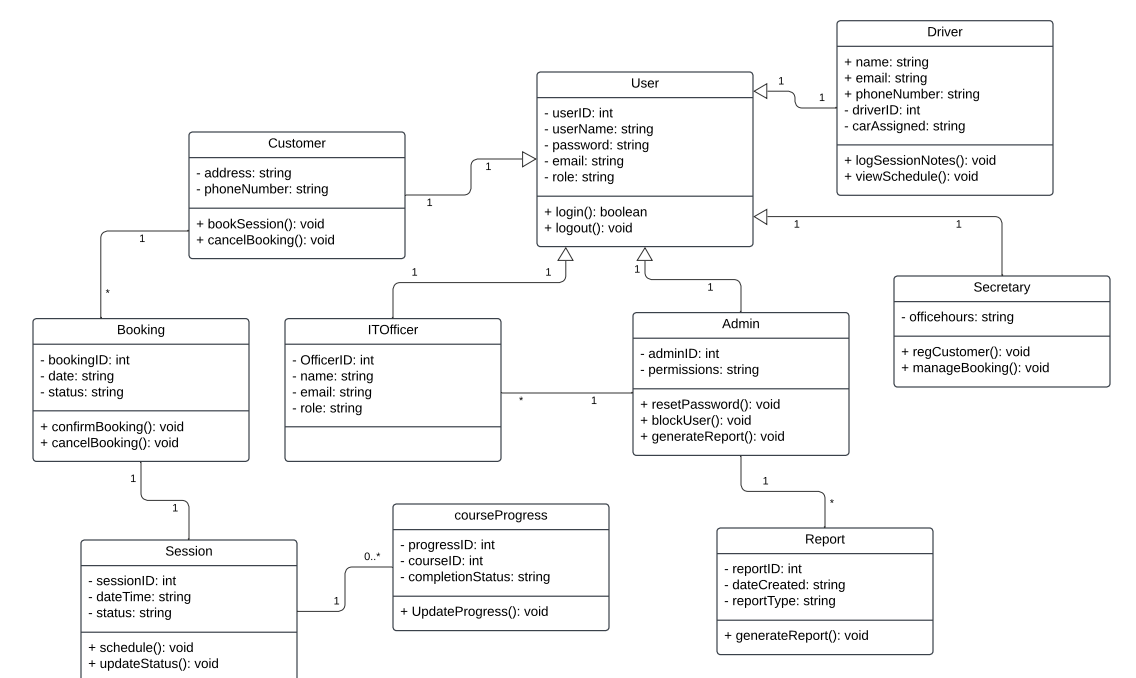 Driver
+ name: string
+ email: string
+ phoneNumber: string
- driverID: int
- carAssigned: string
+ logSessionNotes(): void
+ viewSchedule(): void
User
- userID: int
- userName: string
- password: string
- email: string
- role: string
+ login(): boolean
+ logout(): void
1
1
Customer
- address: string
- phoneNumber: string
+ bookSession(): void
+ cancelBooking(): void
1
1
1
*
1
1
1
1
1
1
Secretary
- officehours: string
+ regCustomer(): void
+ manageBooking(): void
Booking
- bookingID: int
- date: string
- status: string
+ confirmBooking(): void
+ cancelBooking(): void
ITOfficer
- OfficerID: int
- name: string
- email: string
- role: string
*
1
Admin
- adminID: int
- permissions: string
+ resetPassword(): void
+ blockUser(): void
+ generateReport(): void
1
1
1
*
Session
- sessionID: int
- dateTime: string
- status: string
+ schedule(): void
+ updateStatus(): void
1
0..*
courseProgress
- progressID: int
- courseID: int
- completionStatus: string
+ UpdateProgress(): void
Report
- reportID: int
- dateCreated: string
- reportType: string
+ generateReport(): void